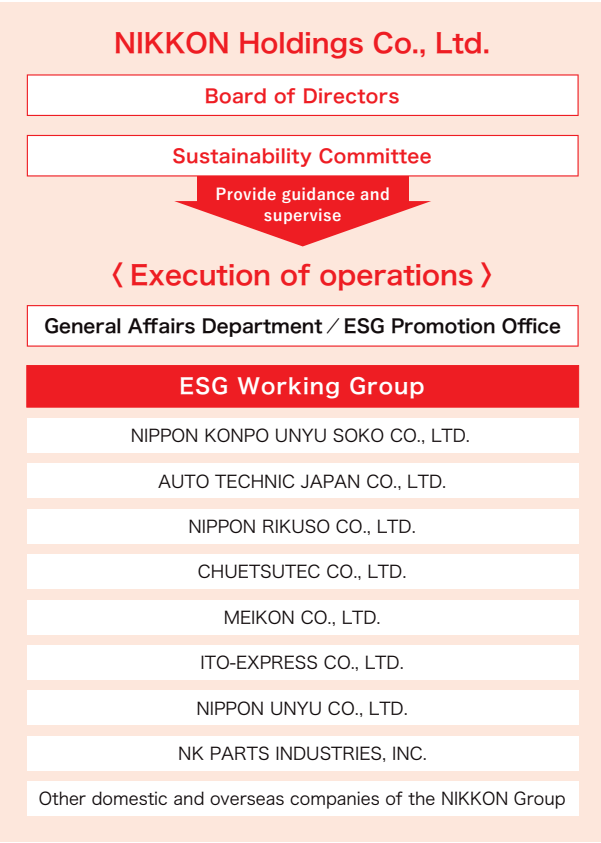 NIKKON Holdings Co., Ltd.
Board of Directors
Sustainability Committee
Provide guidance and
supervise
〈Execution of operations〉
General Affairs Department／ESG Promotion Office
ESG Working Group
NIPPON KONPO UNYU SOKO CO., LTD.
AUTO TECHNIC JAPAN CO., LTD.
NIPPON RIKUSO CO., LTD.
CHUETSUTEC CO., LTD.
MEIKON CO., LTD.
ITO-EXPRESS CO., LTD.
NIPPON UNYU CO., LTD.
NK PARTS INDUSTRIES, INC.
Other domestic and overseas companies of the NIKKON Group